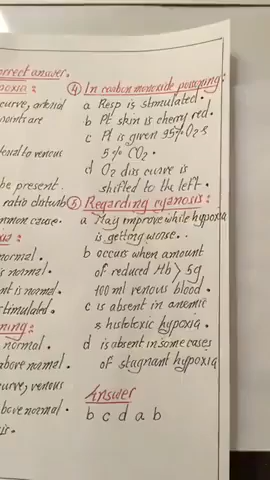 orrect answer.
oxia :
curve, arterial
points are
terial to venous
be present.
ratio disturb
mmon cause.
normal.
s normal.
nt is normal
timulated.
ning :
normal.
above normal.
curve, venous
bove normal.
is.
④ In carbon monoxide poisoning :
a Resp is stimulated.
b Pt skin is cherry red.
c Pt is given 95% O2 &
5% CO2.
d O2 diss curve is
shifted to the left.
⑤ Regarding cyanosis :
a May improve while hypoxia
is getting worse.
b occurs when amount
of reduced Hb > 5g
100 ml venous blood.
c is absent in anemic
& histotoxic hypoxia.
d is absent in some cases
of stagnant hypoxia
Answer
b c d a b